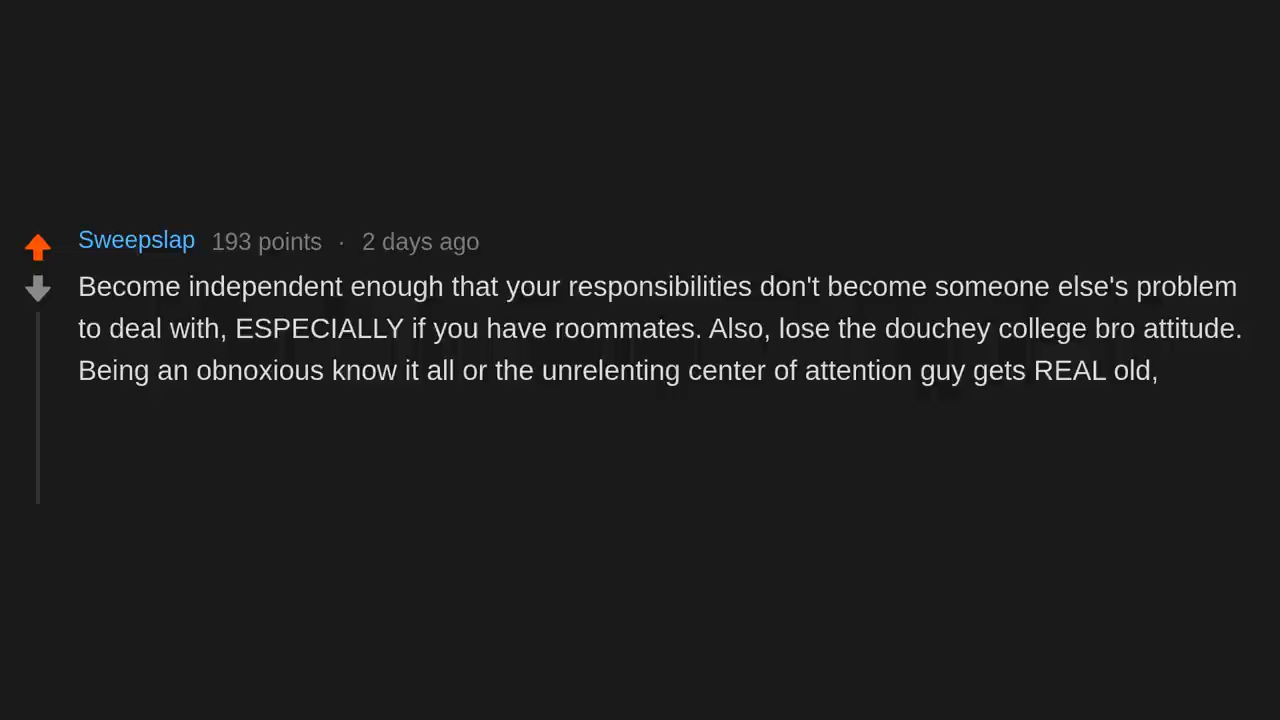 Sweepslap 193 points · 2 days ago
Become independent enough that your responsibilities don't become someone else's problem
to deal with, ESPECIALLY if you have roommates. Also, lose the douchey college bro attitude.
Being an obnoxious know it all or the unrelenting center of attention guy gets REAL old,